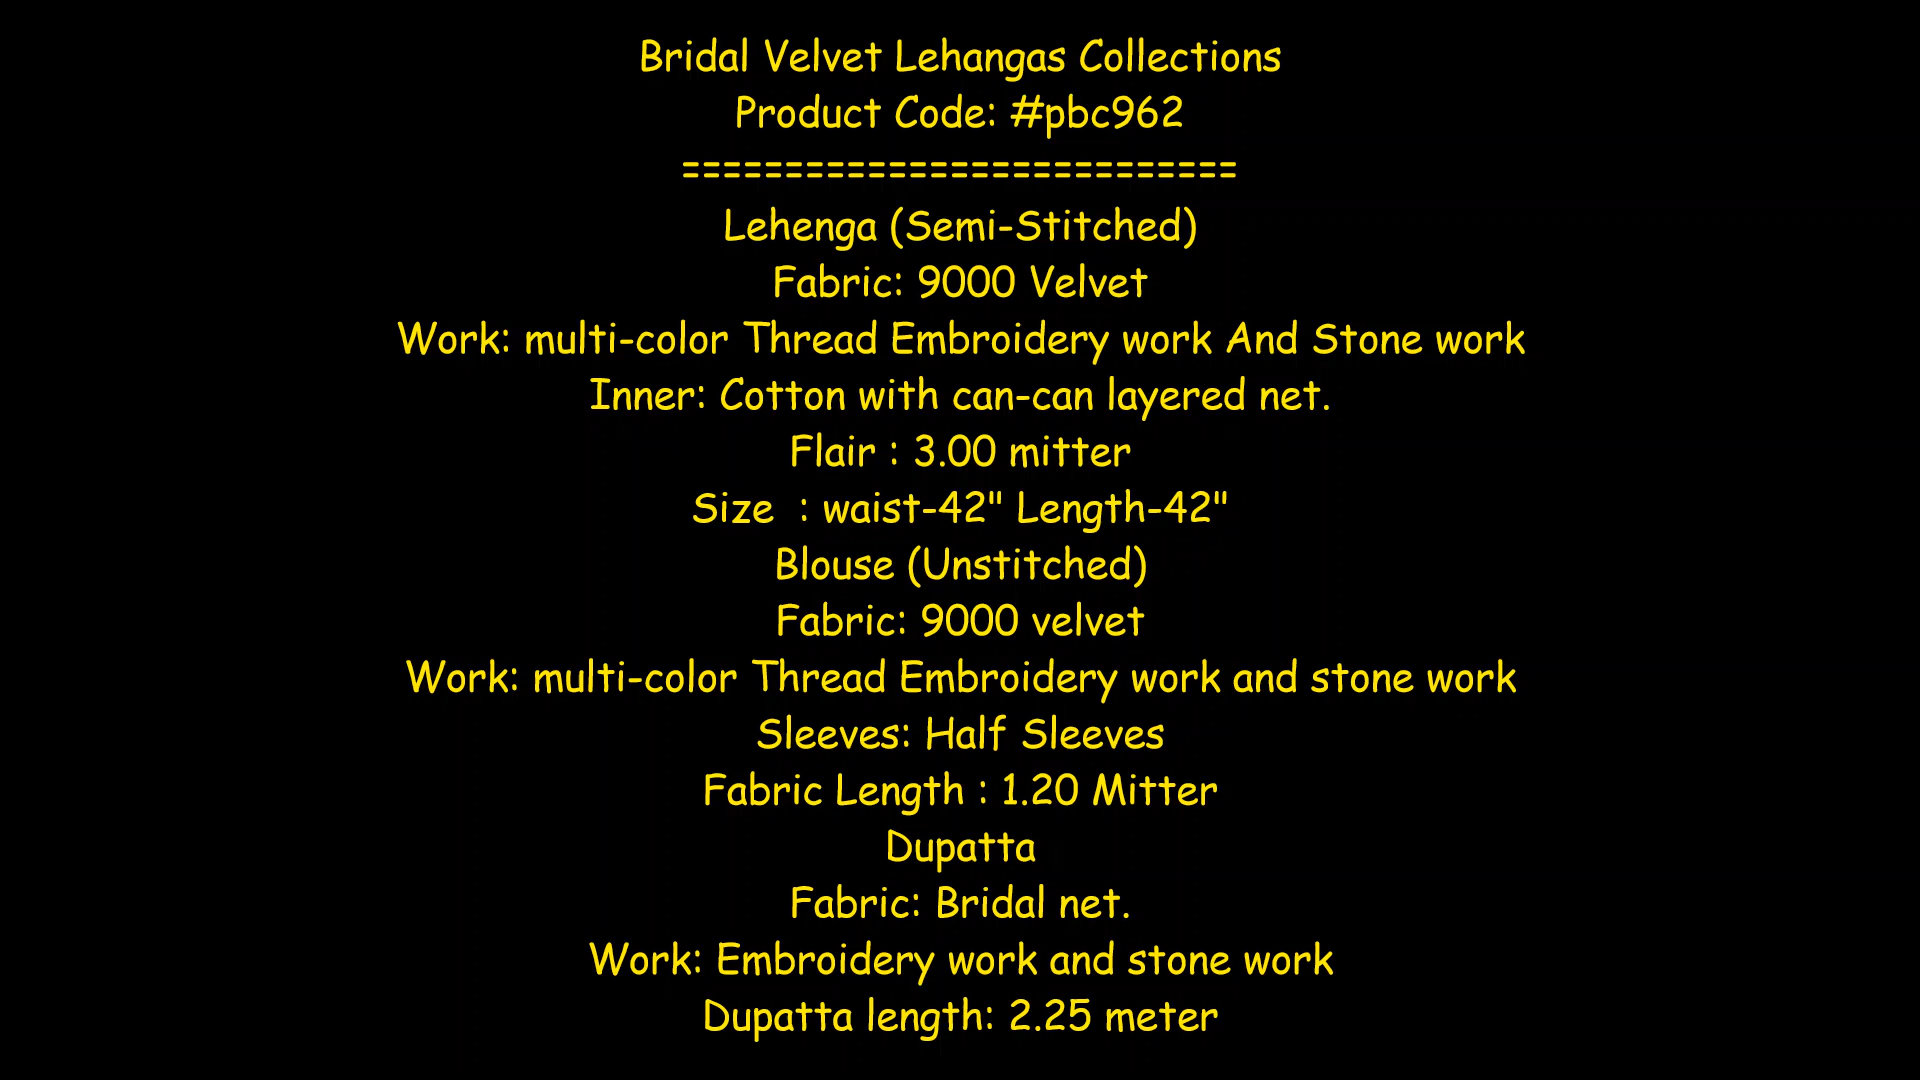 Bridal Velvet Lehangas Collections
Product Code: #pbc962
===========================
Lehenga (Semi-Stitched)
Fabric: 9000 Velvet
Work: multi-color Thread Embroidery work And Stone work
Inner: Cotton with can-can layered net.
Flair : 3.00 mitter
Size  : waist-42" Length-42"
Blouse (Unstitched)
Fabric: 9000 velvet
Work: multi-color Thread Embroidery work and stone work
Sleeves: Half Sleeves
Fabric Length : 1.20 Mitter
Dupatta
Fabric: Bridal net.
Work: Embroidery work and stone work
Dupatta length: 2.25 meter